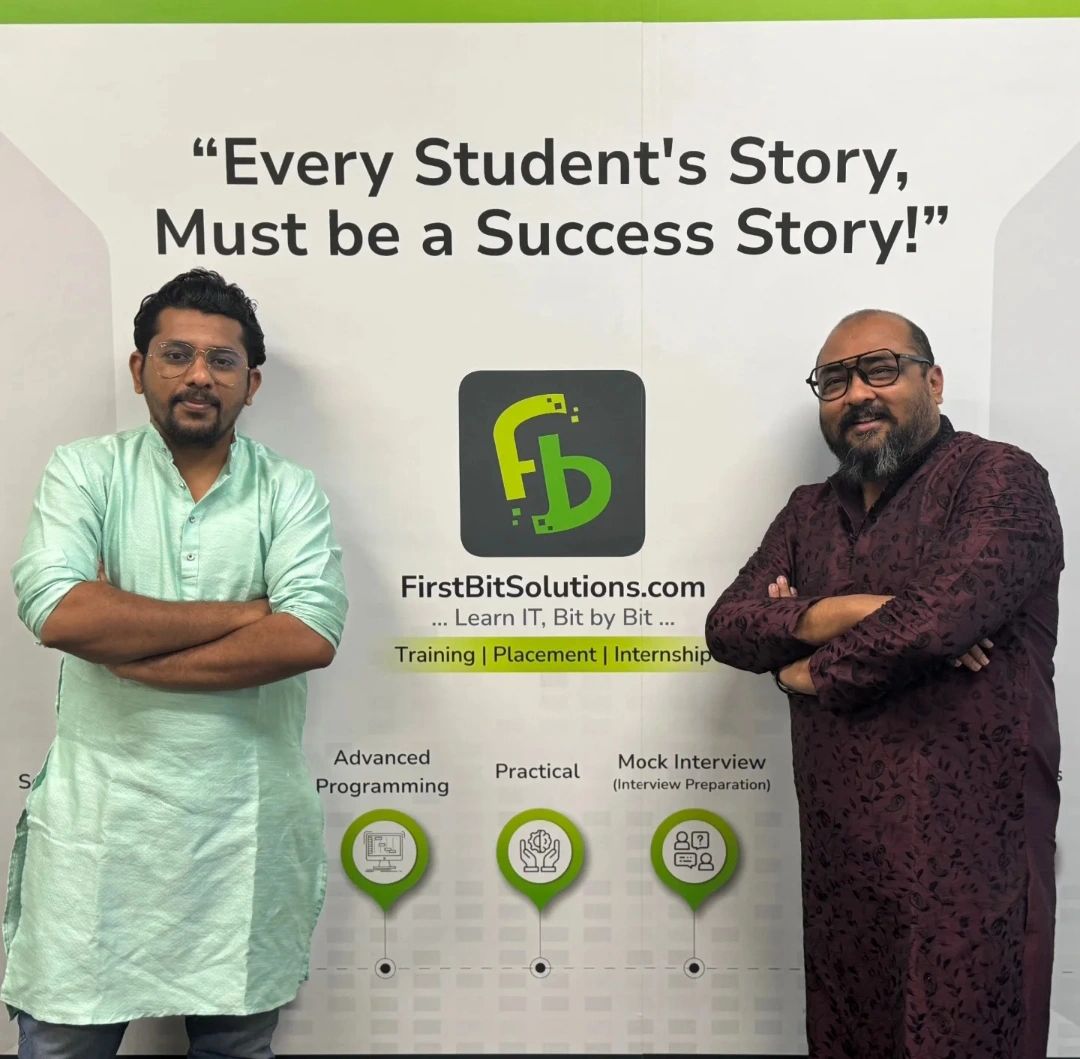 “Every Student's Story,
Must be a Success Story!”
fb
FirstBitSolutions.com
... Learn IT, Bit by Bit ...
Training | Placement | Internship
Advanced
Programming
Practical
Mock Interview
(Interview Preparation)